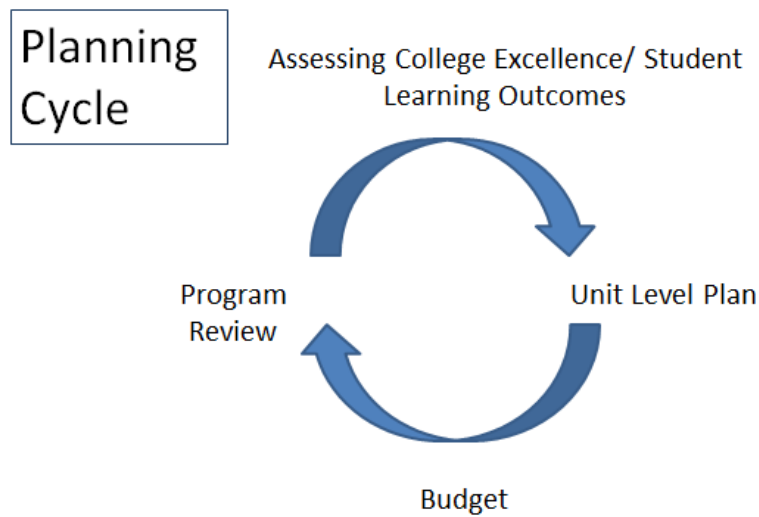 Planning
Cycle
Assessing College Excellence/ Student
Learning Outcomes
Program
Review
Unit Level Plan
Budget